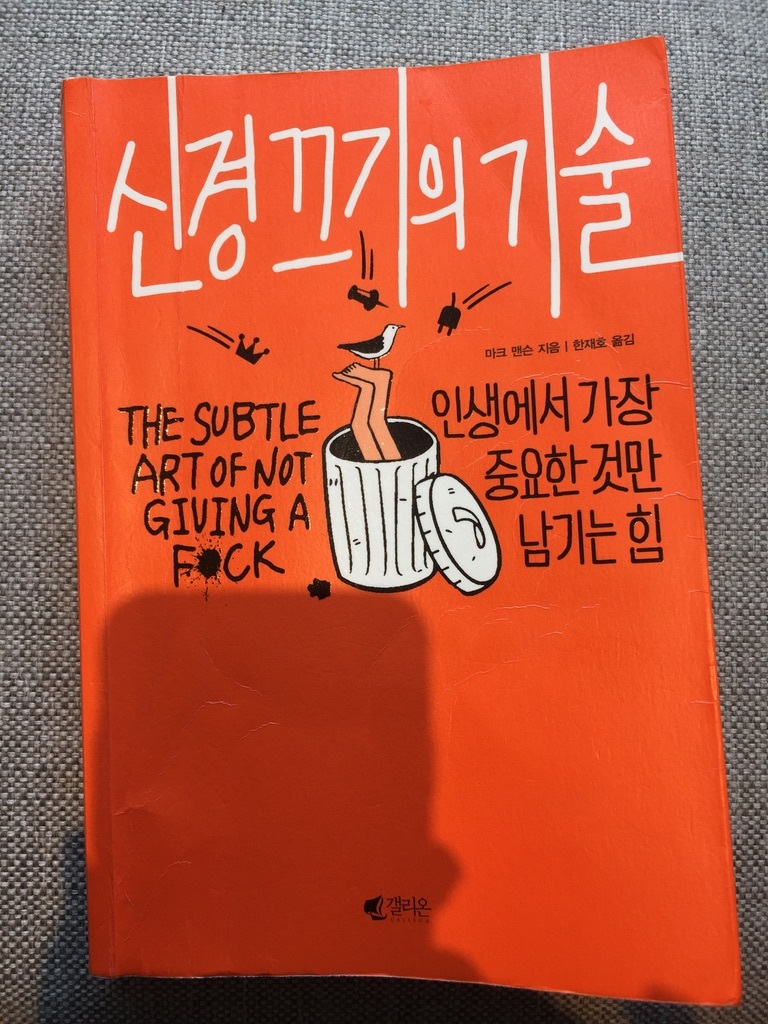 신경 끄기의 기술
마크 맨슨 지음 | 한재호 옮김
THE SUBTLE
ART OF NOT
GIVING A
F*CK
인생에서 가장
중요한 것만
남기는 힘
갤리온
GALLEON